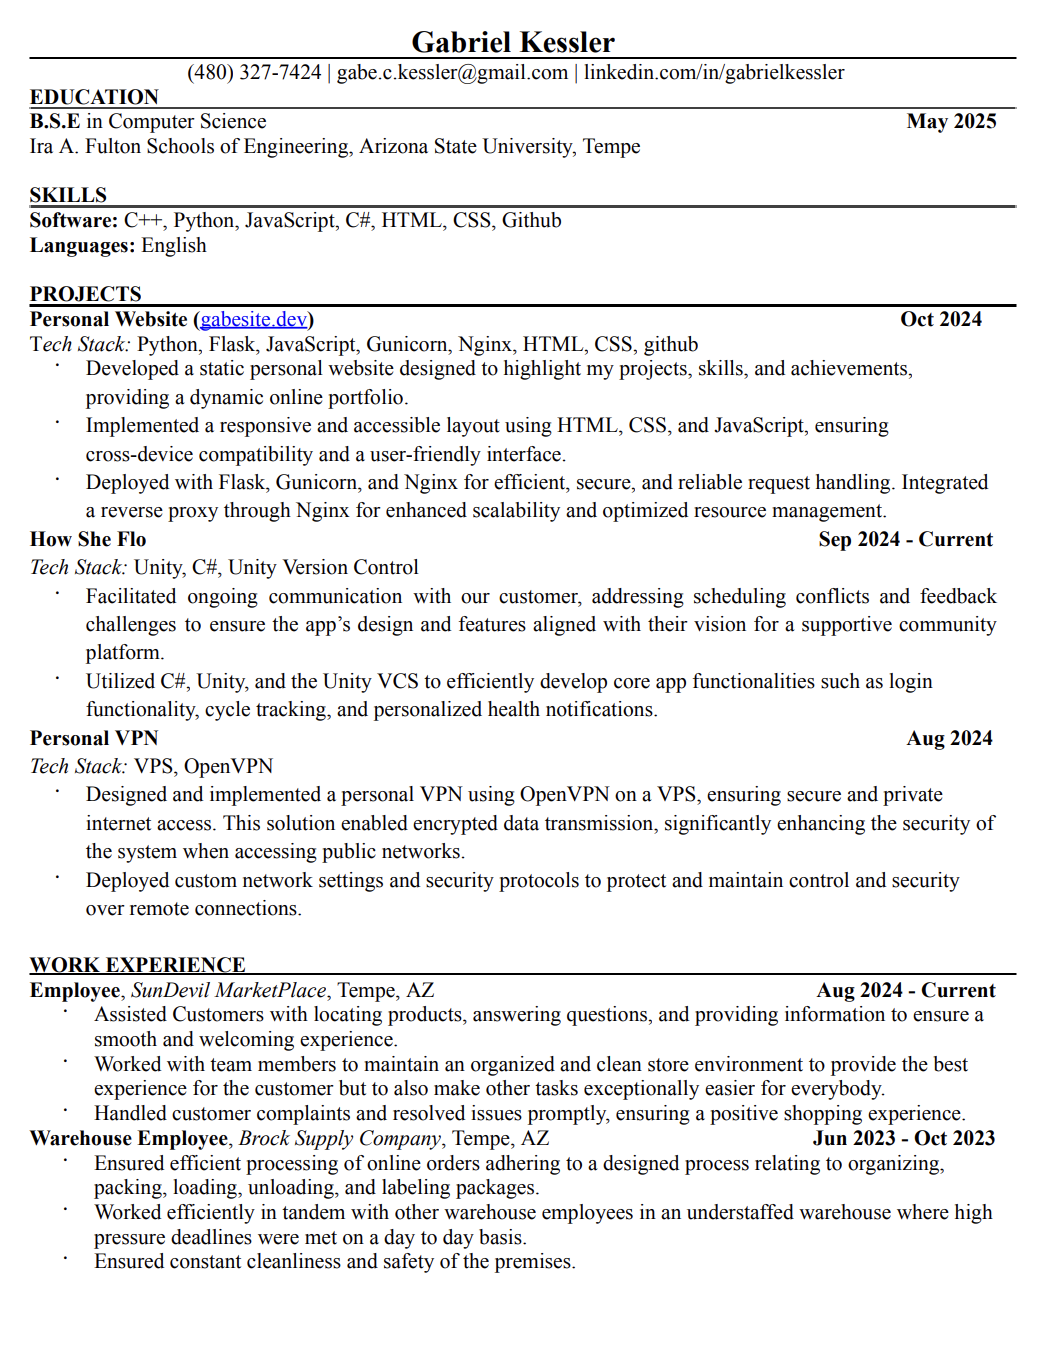 Gabriel Kessler
(480) 327-7424 | gabe.c.kessler@gmail.com | linkedin.com/in/gabrielkessler
EDUCATION
B.S.E in Computer Science May 2025
Ira A. Fulton Schools of Engineering, Arizona State University, Tempe
SKILLS
Software: C++, Python, JavaScript, C#, HTML, CSS, Github
Languages: English
PROJECTS
Personal Website (gabesite.dev) Oct 2024
Tech Stack: Python, Flask, JavaScript, Gunicorn, Nginx, HTML, CSS, github
· Developed a static personal website designed to highlight my projects, skills, and achievements,
providing a dynamic online portfolio.
· Implemented a responsive and accessible layout using HTML, CSS, and JavaScript, ensuring
cross-device compatibility and a user-friendly interface.
· Deployed with Flask, Gunicorn, and Nginx for efficient, secure, and reliable request handling. Integrated
a reverse proxy through Nginx for enhanced scalability and optimized resource management.
How She Flo Sep 2024 - Current
Tech Stack: Unity, C#, Unity Version Control
· Facilitated ongoing communication with our customer, addressing scheduling conflicts and feedback
challenges to ensure the app’s design and features aligned with their vision for a supportive community
platform.
· Utilized C#, Unity, and the Unity VCS to efficiently develop core app functionalities such as login
functionality, cycle tracking, and personalized health notifications.
Personal VPN Aug 2024
Tech Stack: VPS, OpenVPN
· Designed and implemented a personal VPN using OpenVPN on a VPS, ensuring secure and private
internet access. This solution enabled encrypted data transmission, significantly enhancing the security of
the system when accessing public networks.
· Deployed custom network settings and security protocols to protect and maintain control and security
over remote connections.
WORK EXPERIENCE
Employee, SunDevil MarketPlace, Tempe, AZ Aug 2024 - Current
· Assisted Customers with locating products, answering questions, and providing information to ensure a
smooth and welcoming experience.
· Worked with team members to maintain an organized and clean store environment to provide the best
experience for the customer but to also make other tasks exceptionally easier for everybody.
· Handled customer complaints and resolved issues promptly, ensuring a positive shopping experience.
Warehouse Employee, Brock Supply Company, Tempe, AZ Jun 2023 - Oct 2023
· Ensured efficient processing of online orders adhering to a designed process relating to organizing,
packing, loading, unloading, and labeling packages.
· Worked efficiently in tandem with other warehouse employees in an understaffed warehouse where high
pressure deadlines were met on a day to day basis.
· Ensured constant cleanliness and safety of the premises.